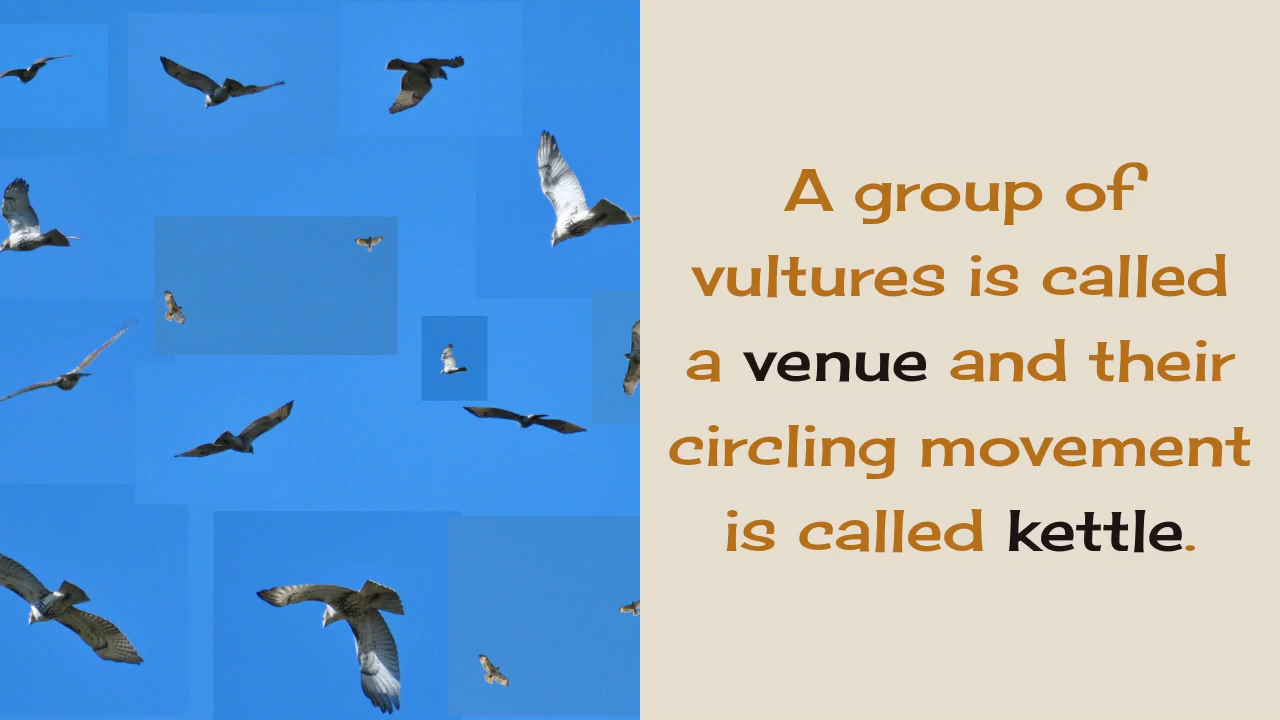 A group of
vultures is called
a venue and their
circling movement
is called kettle.